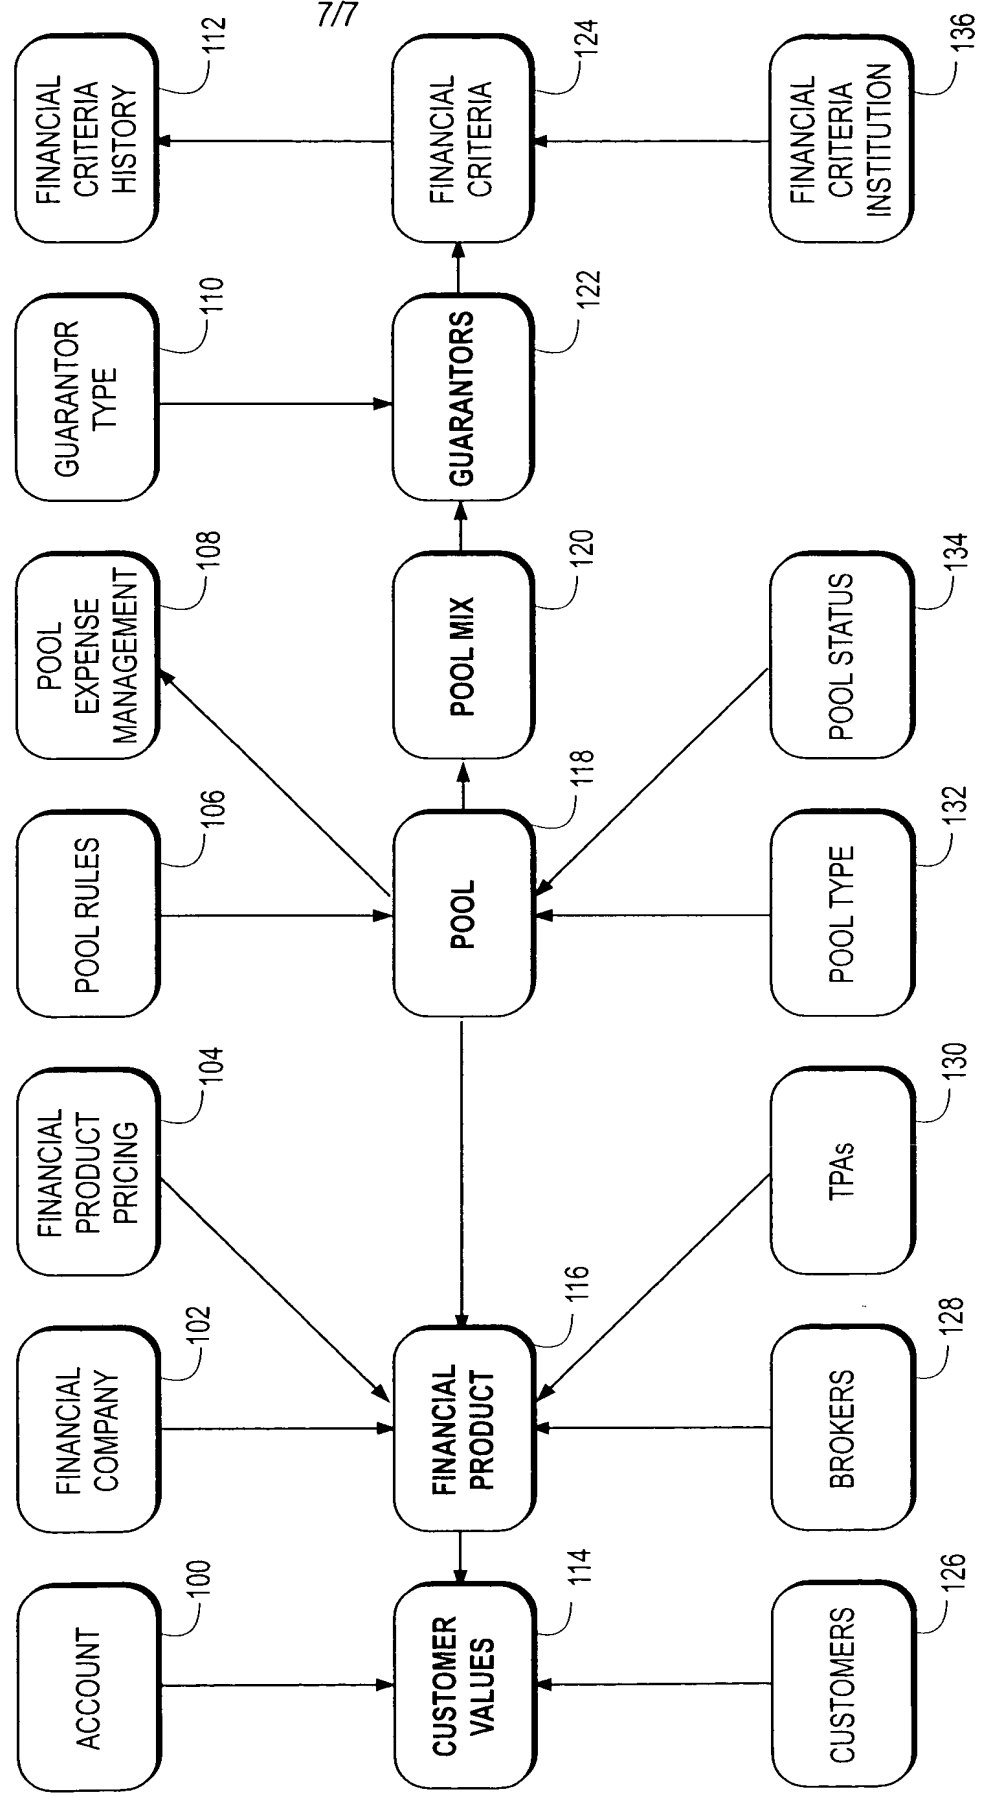 7/7
ACCOUNT
100
FINANCIAL
COMPANY
102
FINANCIAL
PRODUCT
PRICING
104
POOL RULES
106
POOL
EXPENSE
MANAGEMENT
108
GUARANTOR
TYPE
110
FINANCIAL
CRITERIA
HISTORY
112
CUSTOMER
VALUES
114
FINANCIAL
PRODUCT
116
POOL
118
POOL MIX
120
GUARANTORS
122
FINANCIAL
CRITERIA
124
CUSTOMERS
126
BROKERS
128
TPAs
130
POOL TYPE
132
POOL STATUS
134
FINANCIAL
CRITERIA
INSTITUTION
136